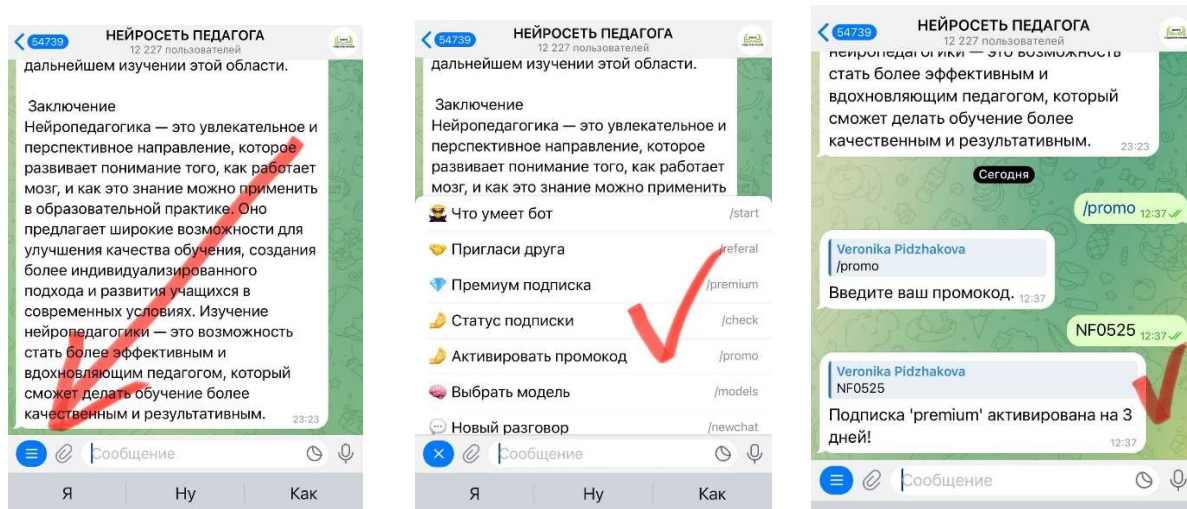 54739
НЕЙРОСЕТЬ ПЕДАГОГА
12 227 пользователей
дальнейшем изучении этой области.
Заключение
Нейропедагогика — это увлекательное и
перспективное направление, которое
развивает понимание того, как работает
мозг, и как это знание можно применить
в образовательной практике. Оно
предлагает широкие возможности для
улучшения качества обучения, создания
более индивидуализированного
подхода и развития учащихся в
современных условиях. Изучение
нейропедагогики — это возможность
стать более эффективным и
вдохновляющим педагогом, который
сможет делать обучение более
качественным и результативным. 23:23
Сообщение
Я Ну Как
54739
НЕЙРОСЕТЬ ПЕДАГОГА
12 227 пользователей
дальнейшем изучении этой области.
Заключение
Нейропедагогика — это увлекательное и
перспективное направление, которое
развивает понимание того, как работает
мозг, и как это знание можно применить
Что умеет бот /start
Пригласи друга /referal
Премиум подписка /premium
Статус подписки /check
Активировать промокод /promo
Выбрать модель /models
Новый разговор /newchat
Сообщение
Я Ну Как
54739
НЕЙРОСЕТЬ ПЕДАГОГА
12 227 пользователей
нейропедагогики — это возможность
стать более эффективным и
вдохновляющим педагогом, который
сможет делать обучение более
качественным и результативным. 23:23
Сегодня
/promo 12:37
Veronika Pidzhakova
/promo
Введите ваш промокод. 12:37
NF0525 12:37
Veronika Pidzhakova
NF0525
Подписка 'premium' активирована на 3
дней! 12:37
Сообщение